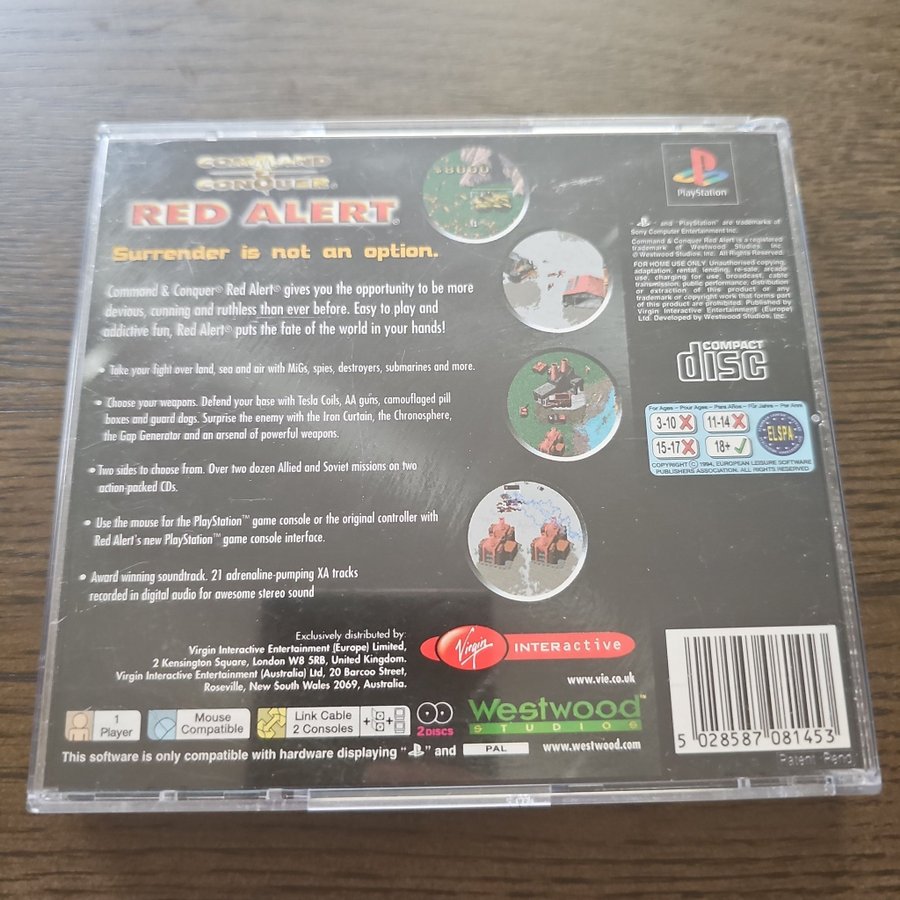 COMMAND & CONQUER®
RED ALERT®
$8000
Surrender is not an option.
Command & Conquer® Red Alert® gives you the opportunity to be more
devious, cunning and ruthless than ever before. Easy to play and
addictive fun, Red Alert® puts the fate of the world in your hands!
• Take your fight over land, sea and air with MiGs, spies, destroyers, submarines and more.
• Choose your weapons. Defend your base with Tesla Coils, AA guns, camouflaged pill
boxes and guard dogs. Surprise the enemy with the Iron Curtain, the Chronosphere,
the Gap Generator and an arsenal of powerful weapons.
• Two sides to choose from. Over two dozen Allied and Soviet missions on two
action-packed CDs.
• Use the mouse for the PlayStation™ game console or the original controller with
Red Alert's new PlayStation™ game console interface.
• Award winning soundtrack. 21 adrenaline-pumping XA tracks
recorded in digital audio for awesome stereo sound
PlayStation
"PS" and "PlayStation" are trademarks of
Sony Computer Entertainment Inc.
Command & Conquer Red Alert is a registered
trademark of Westwood Studios, Inc.
© Westwood Studios, Inc. All Rights Reserved.
FOR HOME USE ONLY. Unauthorised copying,
adaptation, rental, lending, re-sale, arcade
use, charging for use, broadcast, cable
transmission, public performance, distribution
or extraction of this product or any
trademark or copyright work that forms part
of this product are prohibited. Published by
Virgin Interactive Entertainment (Europe)
Ltd. Developed by Westwood Studios, Inc.
COMPACT
disc
For Ages – Pour Ages – Para Años – Für Jahre – Per Anni
3-10 11-14
15-17 18+
ELSPA
COPYRIGHT © 1994, EUROPEAN LEISURE SOFTWARE
PUBLISHERS ASSOCIATION, ALL RIGHTS RESERVED
Exclusively distributed by:
Virgin Interactive Entertainment (Europe) Limited,
2 Kensington Square, London W8 5RB, United Kingdom.
Virgin Interactive Entertainment (Australia) Ltd, 20 Barcoo Street,
Roseville, New South Wales 2069, Australia.
Virgin INTERactive
www.vie.co.uk
1
Player
Mouse
Compatible
Link Cable
2 Consoles
2 DISCS
Westwood™
STUDIOS
www.westwood.com
This software is only compatible with hardware displaying "PS" and PAL
5 028587 081453
Patent Pend